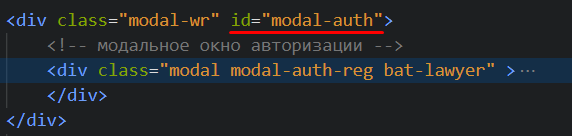 <div class="modal-wr" id="modal-auth">
<!-- модальное окно авторизации -->
<div class="modal modal-auth-reg bat-lawyer" >⋯
</div>
</div>